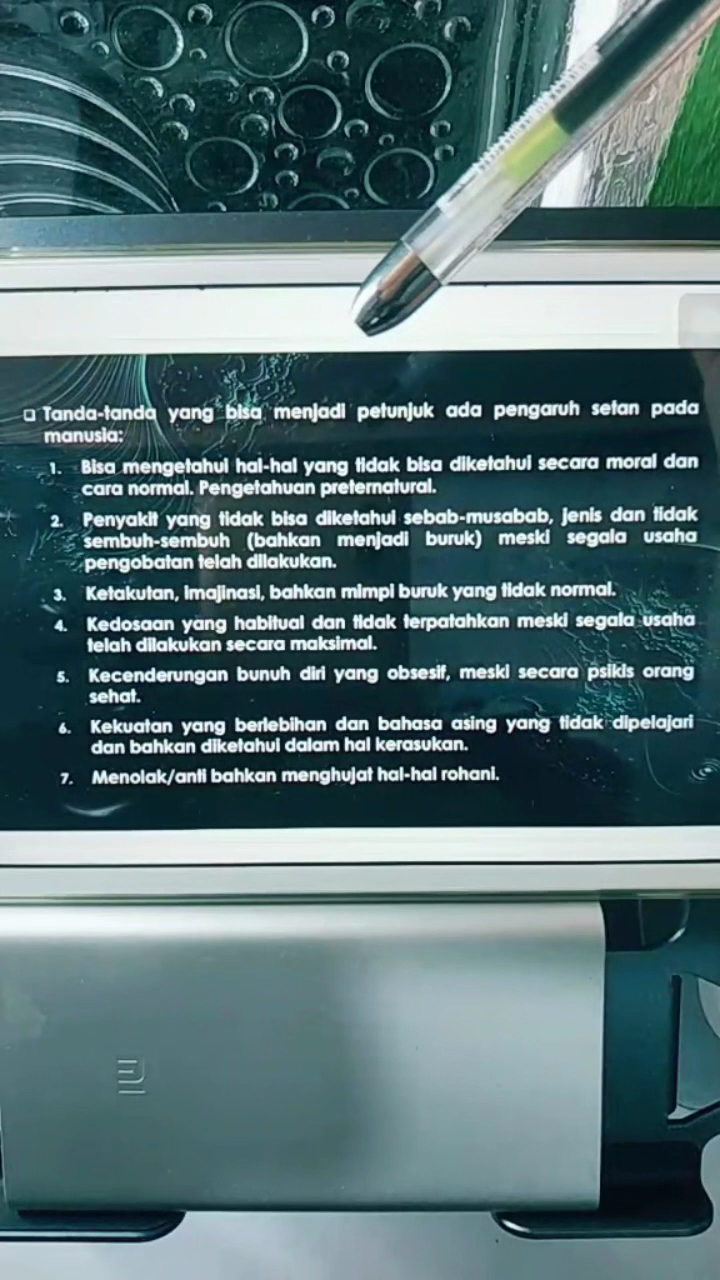 ❑ Tanda-tanda yang bisa menjadi petunjuk ada pengaruh setan pada
manusia:
1. Bisa mengetahui hal-hal yang tidak bisa diketahui secara moral dan
cara normal. Pengetahuan preternatural.
2. Penyakit yang tidak bisa diketahui sebab-musabab, jenis dan tidak
sembuh-sembuh (bahkan menjadi buruk) meski segala usaha
pengobatan telah dilakukan.
3. Ketakutan, imajinasi, bahkan mimpi buruk yang tidak normal.
4. Kedosaan yang habitual dan tidak terpatahkan meski segala usaha
telah dilakukan secara maksimal.
5. Kecenderungan bunuh diri yang obsesif, meski secara psikis orang
sehat.
6. Kekuatan yang berlebihan dan bahasa asing yang tidak dipelajari
dan bahkan diketahui dalam hal kerasukan.
7. Menolak/anti bahkan menghujat hal-hal rohani.